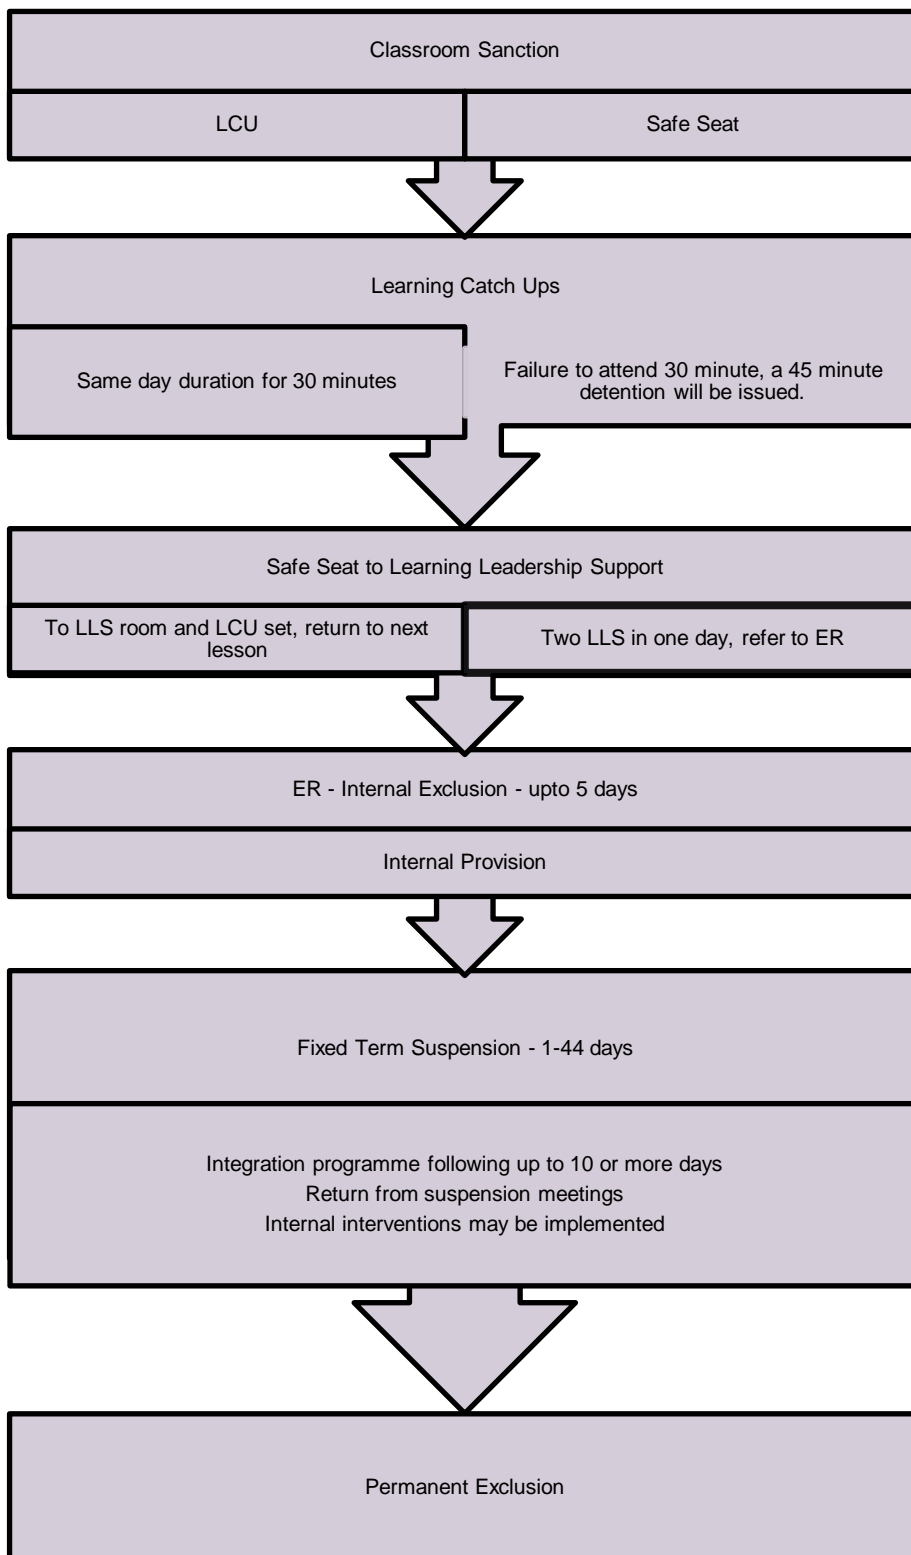 Classroom Sanction
LCU
Safe Seat
Learning Catch Ups
Same day duration for 30 minutes
Failure to attend 30 minute, a 45 minute
detention will be issued.
Safe Seat to Learning Leadership Support
To LLS room and LCU set, return to next
lesson
Two LLS in one day, refer to ER
ER - Internal Exclusion - upto 5 days
Internal Provision
Fixed Term Suspension - 1-44 days
Integration programme following up to 10 or more days
Return from suspension meetings
Internal interventions may be implemented
Permanent Exclusion